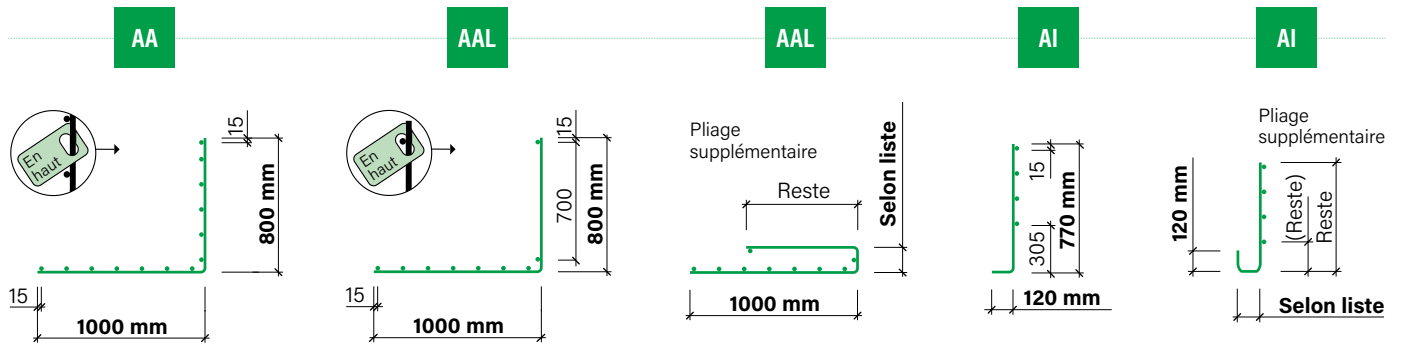 AA
AAL
AAL
AI
AI
En
haut
15
800 mm
15
1000 mm
En
haut
15
700
800 mm
15
1000 mm
Pliage
supplémentaire
Reste
Selon liste
1000 mm
15
305
770 mm
120 mm
Pliage
supplémentaire
120 mm
(Reste)
Reste
Selon liste